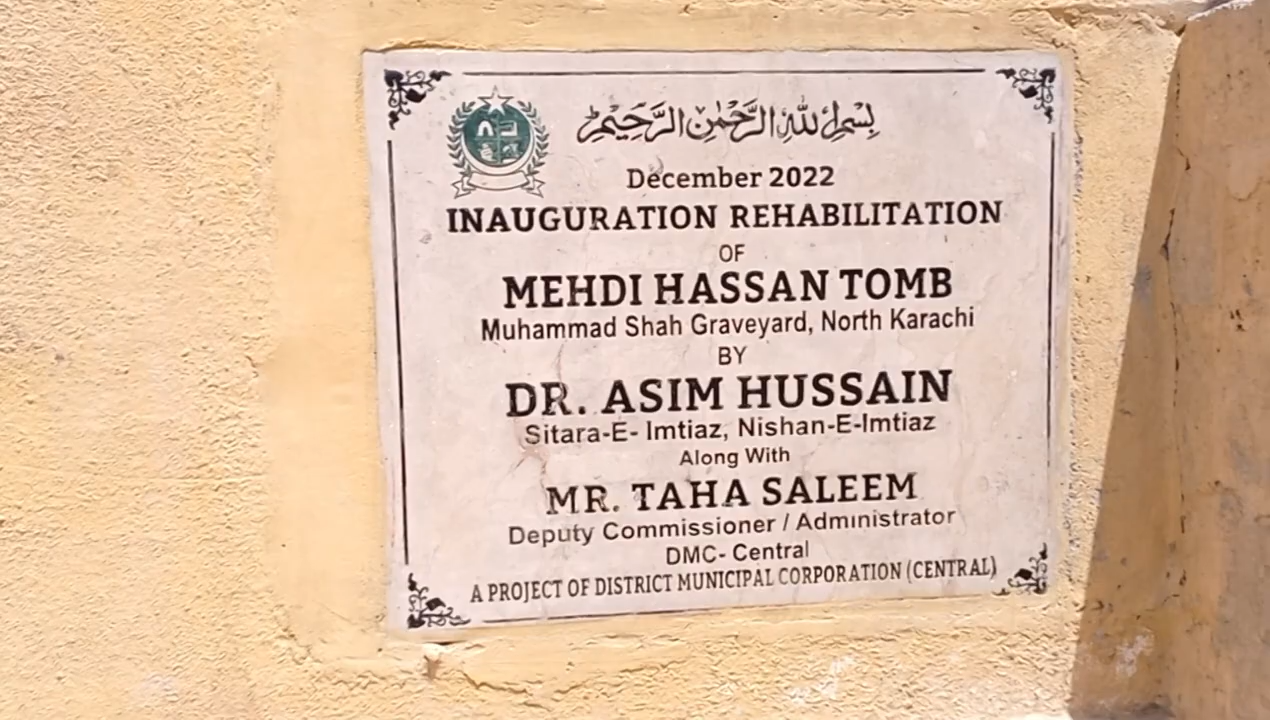 بِسْمِ اللهِ الرَّحْمٰنِ الرَّحِيْمِ
December 2022
INAUGURATION REHABILITATION
OF
MEHDI HASSAN TOMB
Muhammad Shah Graveyard, North Karachi
BY
DR. ASIM HUSSAIN
Sitara-E- Imtiaz, Nishan-E-Imtiaz
Along With
MR. TAHA SALEEM
Deputy Commissioner / Administrator
DMC- Central
A PROJECT OF DISTRICT MUNICIPAL CORPORATION (CENTRAL)